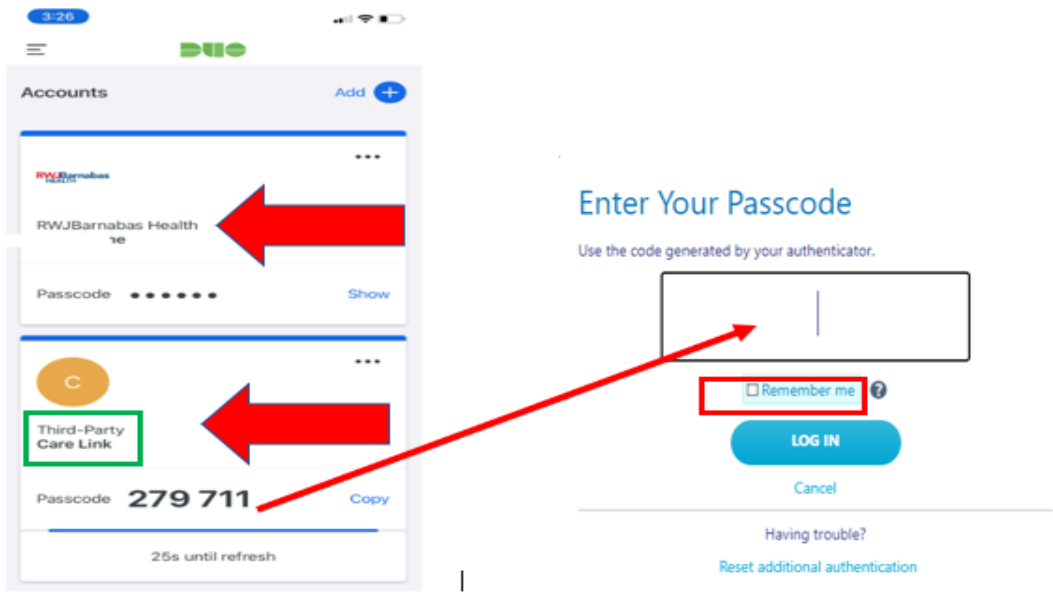 3:26
DUO
Accounts
Add +
RWJBarnabas
HEALTH
RWJBarnabas Health
ne
Passcode ••••••
Show
C
Third-Party
Care Link
Passcode 279 711
Copy
25s until refresh
Enter Your Passcode
Use the code generated by your authenticator.
Remember me ?
LOG IN
Cancel
Having trouble?
Reset additional authentication